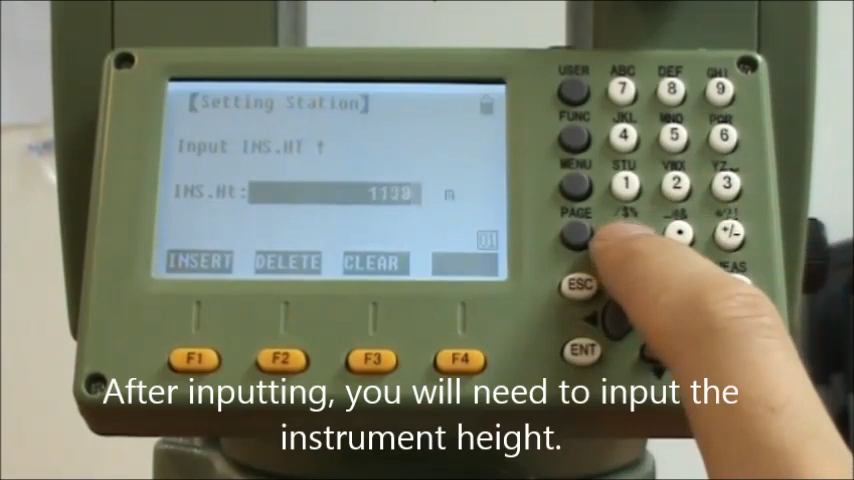 【Setting Station】
Input INS.HT f
INS.Ht: 1130 m
01
INSERT DELETE CLEAR
F1 F2 F3 F4
USER ABC DEF GHI
7 8 9
FUNC JKL MNO PQR
4 5 6
MENU STU VWX YZ
1 2 3
PAGE /$% _@& */!
• +/-
ESC
ENT
After inputting, you will need to input the
instrument height.